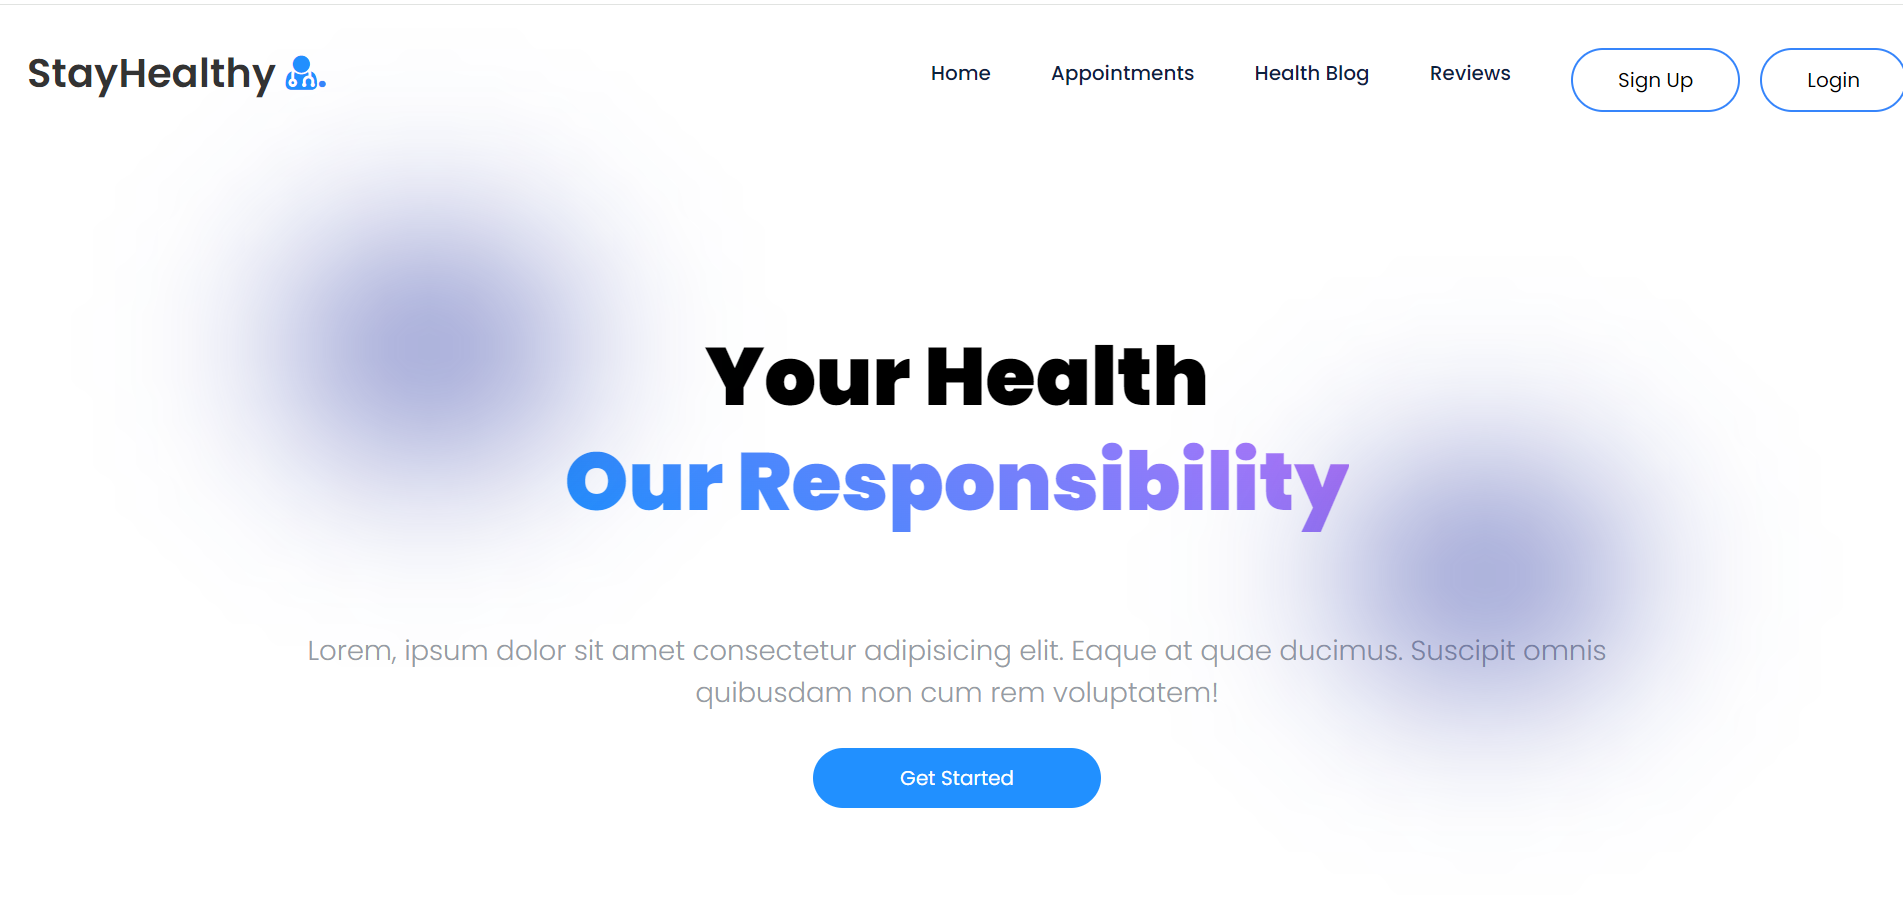 StayHealthy
Home Appointments Health Blog Reviews Sign Up Login
Your Health
Our Responsibility
Lorem, ipsum dolor sit amet consectetur adipisicing elit. Eaque at quae ducimus. Suscipit omnis
quibusdam non cum rem voluptatem!
Get Started